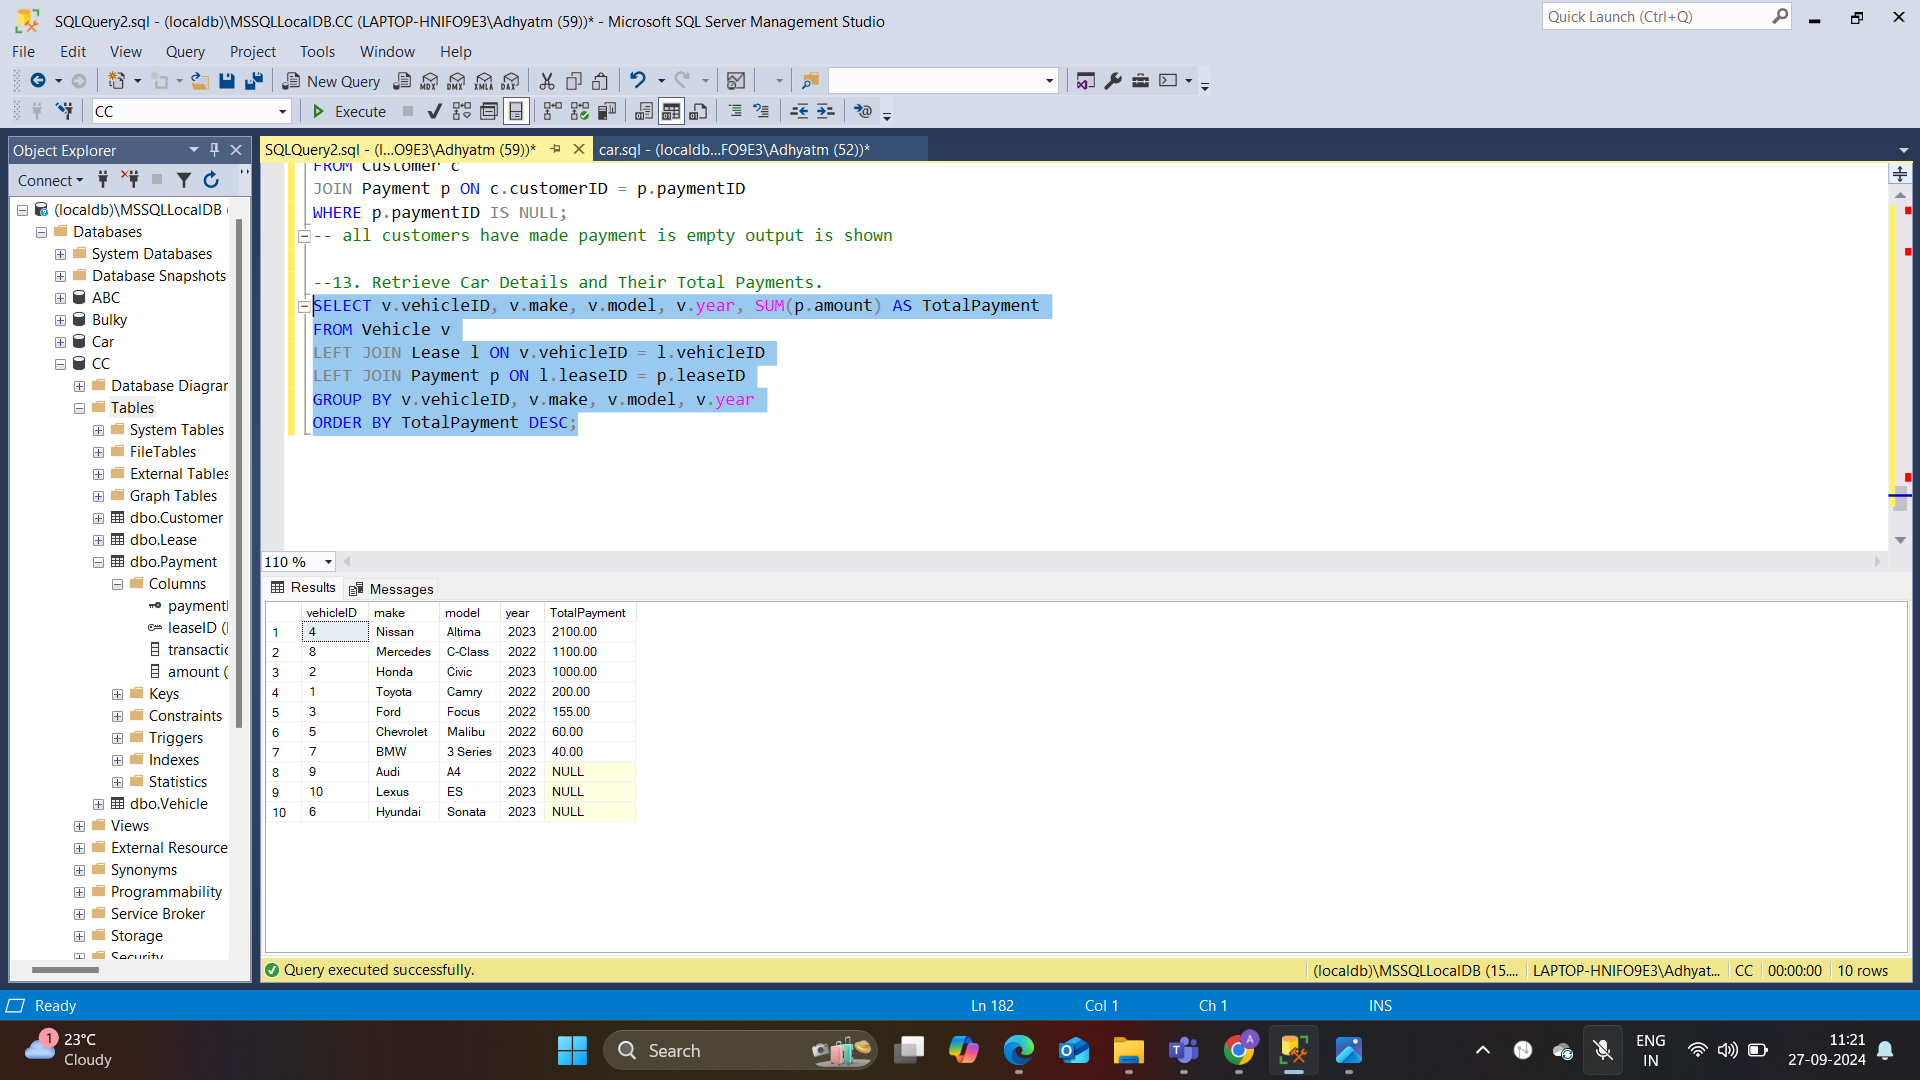 SQLQuery2.sql - (localdb)\MSSQLLocalDB.CC (LAPTOP-HNIFO9E3\Adhyatm (59))* - Microsoft SQL Server Management Studio
Quick Launch (Ctrl+Q)
File Edit View Query Project Tools Window Help
New Query MDX DMX XMLA DAX
CC Execute
Object Explorer
SQLQuery2.sql - (l...O9E3\Adhyatm (59))*
car.sql - (localdb...FO9E3\Adhyatm (52))*
Connect
(localdb)\MSSQLLocalDB (
Databases
System Databases
Database Snapshots
ABC
Bulky
Car
CC
Database Diagrar
Tables
System Tables
FileTables
External Tables
Graph Tables
dbo.Customer
dbo.Lease
dbo.Payment
Columns
paymentI
leaseID (I
transactic
amount (
Keys
Constraints
Triggers
Indexes
Statistics
dbo.Vehicle
Views
External Resource
Synonyms
Programmability
Service Broker
Storage
Security
FROM Customer c
JOIN Payment p ON c.customerID = p.paymentID
WHERE p.paymentID IS NULL;
-- all customers have made payment is empty output is shown
--13. Retrieve Car Details and Their Total Payments.
SELECT v.vehicleID, v.make, v.model, v.year, SUM(p.amount) AS TotalPayment
FROM Vehicle v
LEFT JOIN Lease l ON v.vehicleID = l.vehicleID
LEFT JOIN Payment p ON l.leaseID = p.leaseID
GROUP BY v.vehicleID, v.make, v.model, v.year
ORDER BY TotalPayment DESC;
110 %
Results Messages
vehicleID make model year TotalPayment
1 4 Nissan Altima 2023 2100.00
2 8 Mercedes C-Class 2022 1100.00
3 2 Honda Civic 2023 1000.00
4 1 Toyota Camry 2022 200.00
5 3 Ford Focus 2022 155.00
6 5 Chevrolet Malibu 2022 60.00
7 7 BMW 3 Series 2023 40.00
8 9 Audi A4 2022 NULL
9 10 Lexus ES 2023 NULL
10 6 Hyundai Sonata 2023 NULL
Query executed successfully.
(localdb)\MSSQLLocalDB (15.... LAPTOP-HNIFO9E3\Adhyat... CC 00:00:00 10 rows
Ready Ln 182 Col 1 Ch 1 INS
1 23°C
Cloudy
Search
A
ENG
IN
11:21
27-09-2024